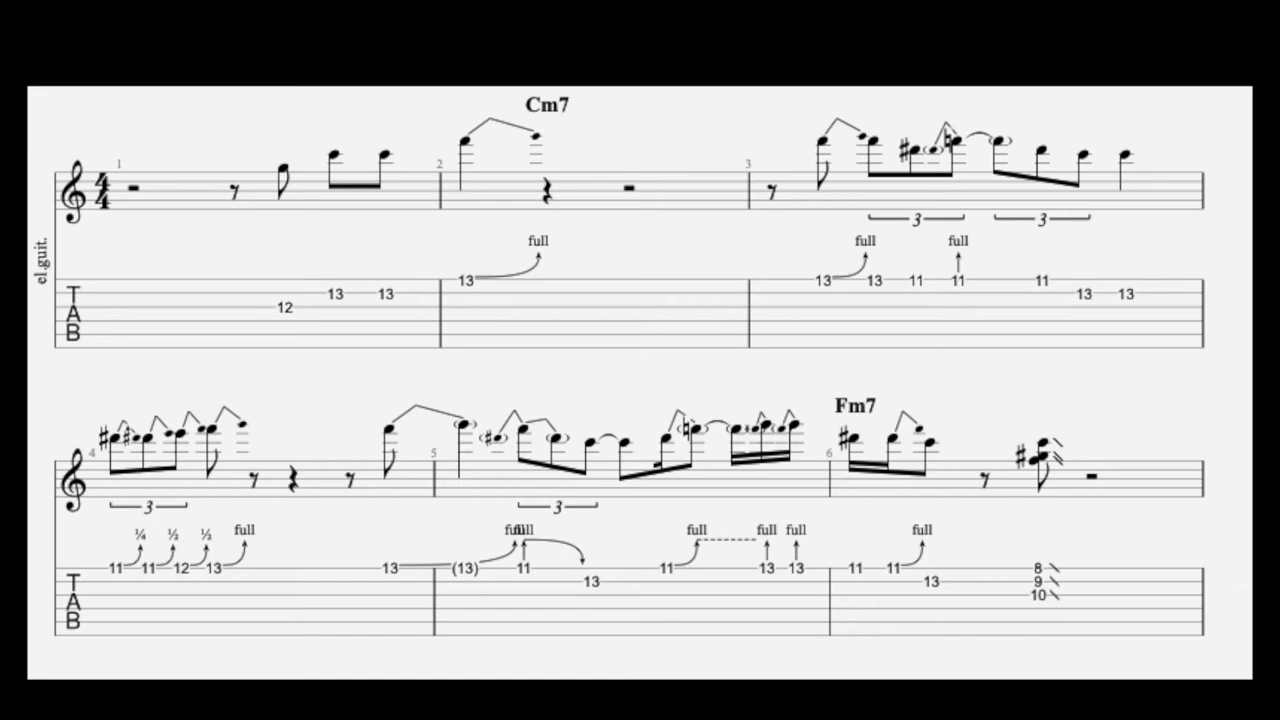 Cm7
1 2 3
4 4
3 3
el.guit.
full full full
T A B
13 13 13 11 11 11
13 13 13 13
12
Fm7
4 5 6
3 3
¼ ½ ½ full full full full full full full
T A B
11 11 12 13 13 (13) 11 11 13 13 11 11 8
13 13 9
10